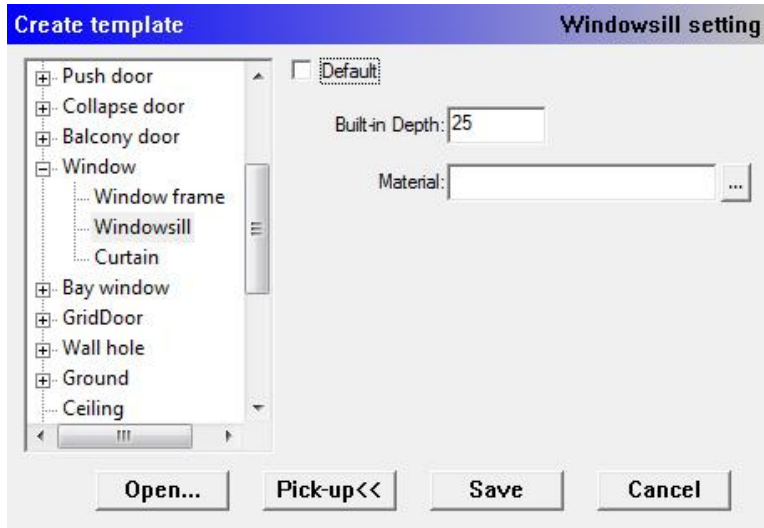 Create template Windowsill setting
Push door
Collapse door
Balcony door
Window
Window frame
Windowsill
Curtain
Bay window
GridDoor
Wall hole
Ground
Ceiling
Default
Built-in Depth: 25
Material: ...
Open... Pick-up<< Save Cancel